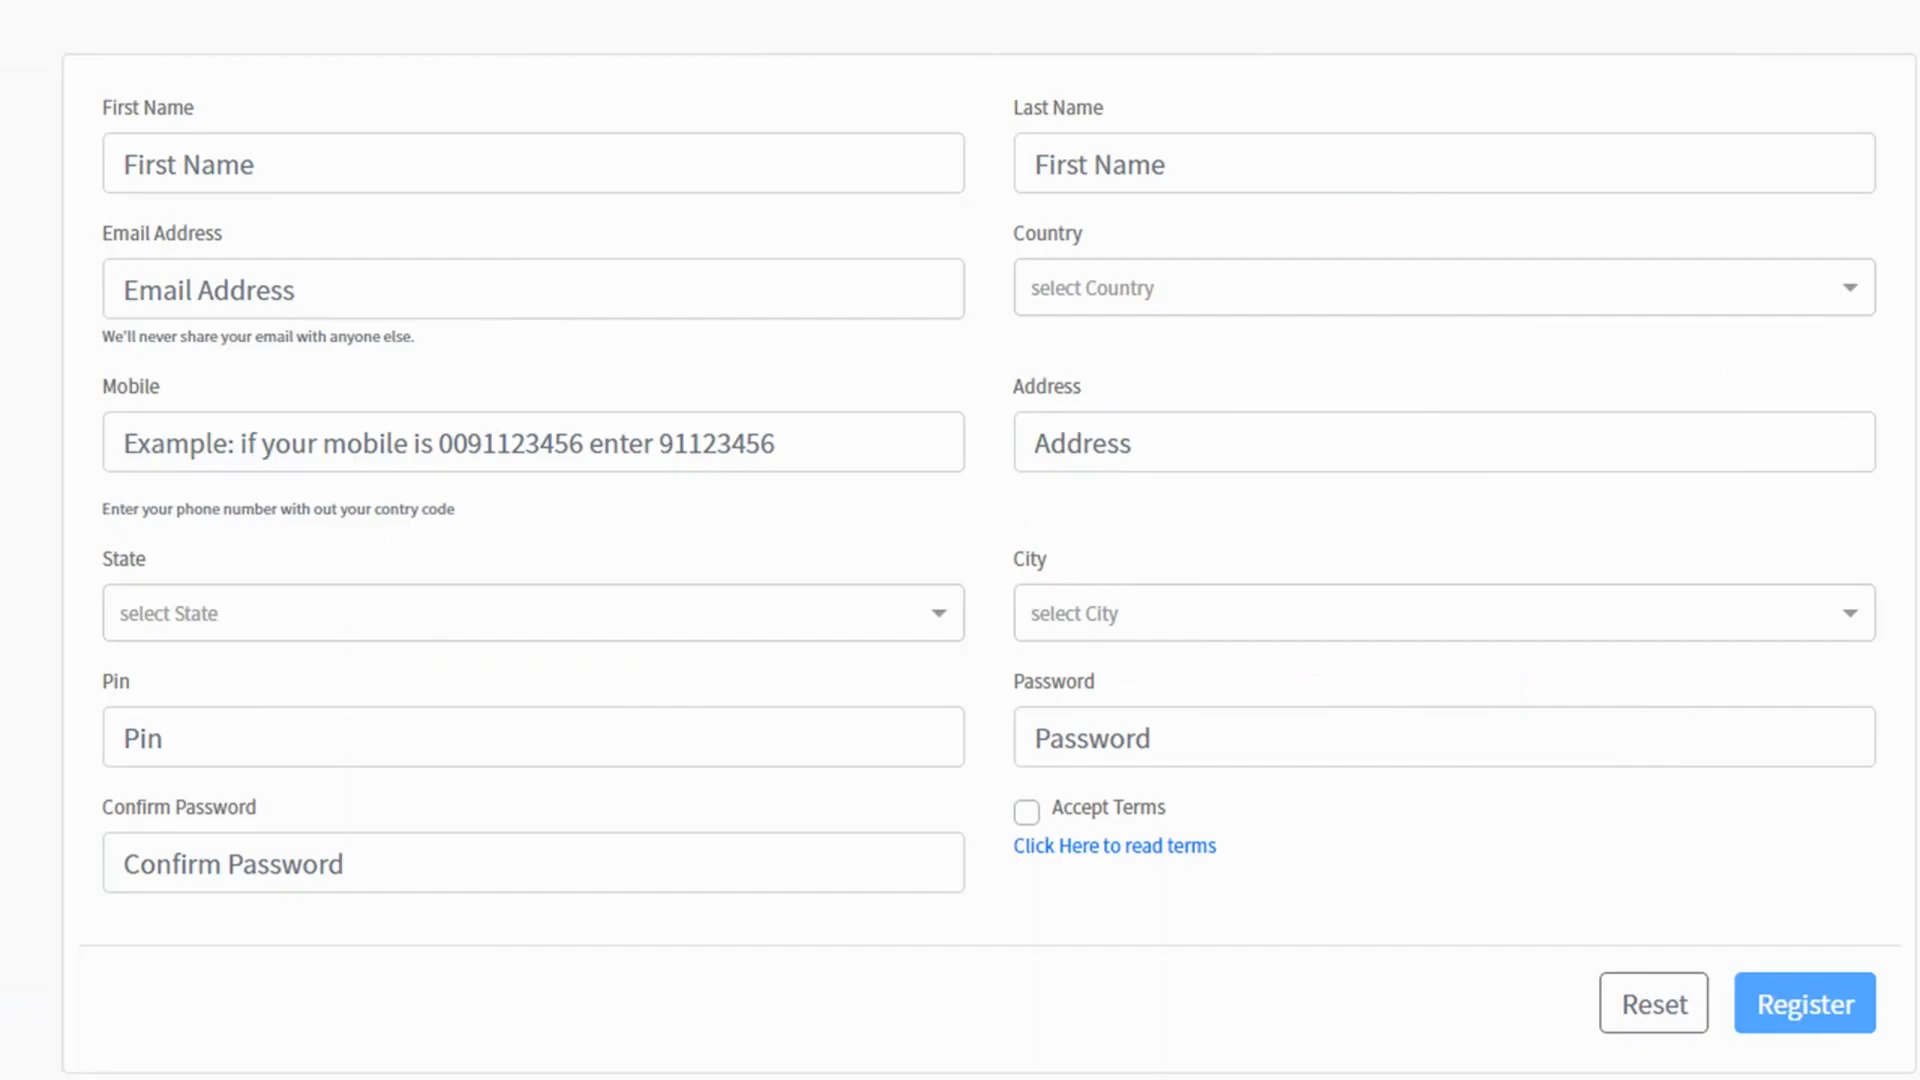 First Name
Last Name
First Name
First Name
Email Address
Country
Email Address
select Country
We'll never share your email with anyone else.
Mobile
Address
Example: if your mobile is 0091123456 enter 91123456
Address
Enter your phone number with out your contry code
State
City
select State
select City
Pin
Password
Pin
Password
Confirm Password
Accept Terms
Click Here to read terms
Confirm Password
Reset
Register